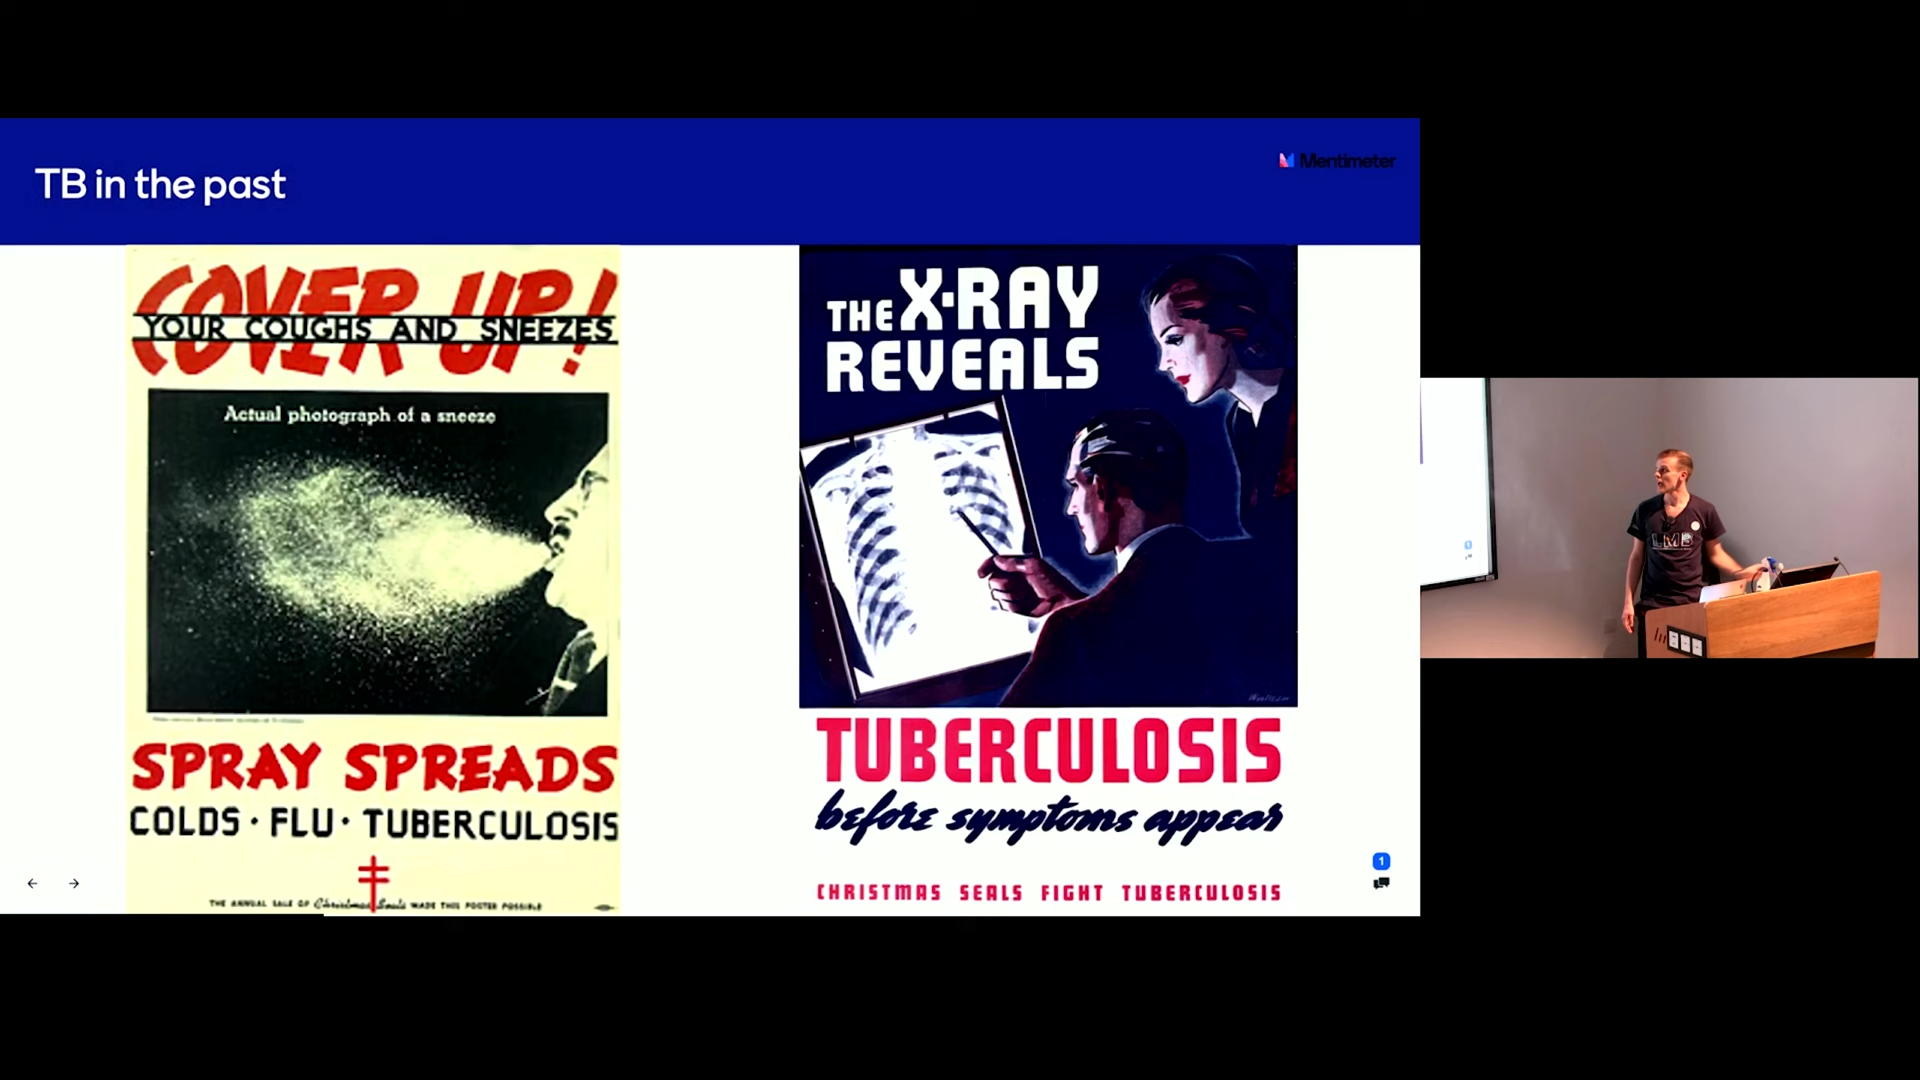 TB in the past
Mentimeter
COVER UP!
YOUR COUGHS AND SNEEZES
Actual photograph of a sneeze
SPRAY SPREADS
COLDS · FLU · TUBERCULOSIS
THE ANNUAL SALE OF Christmas Seals MADE THIS POSTER POSSIBLE
THE X-RAY
REVEALS
TUBERCULOSIS
before symptoms appear
CHRISTMAS SEALS FIGHT TUBERCULOSIS
1
LMB